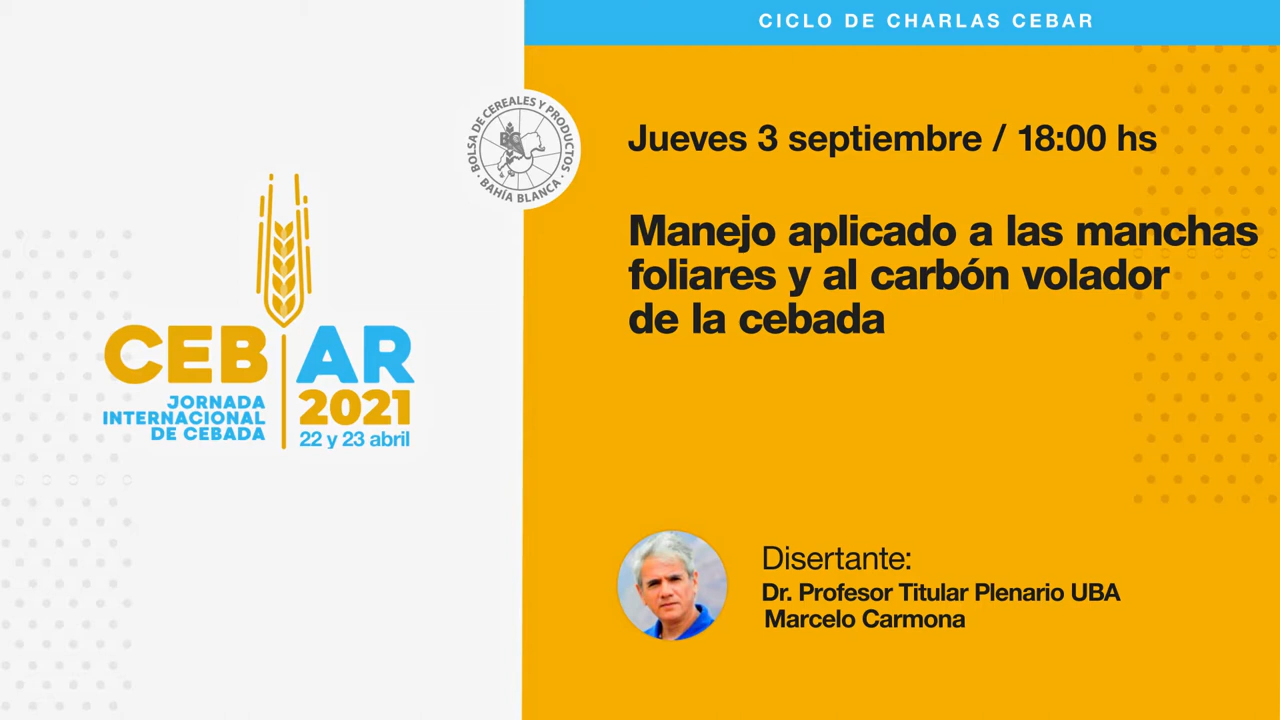 CICLO DE CHARLAS CEBAR
BOLSA DE CEREALES Y PRODUCTOS
· BAHÍA BLANCA ·
Jueves 3 septiembre / 18:00 hs
Manejo aplicado a las manchas
foliares y al carbón volador
de la cebada
CEBAR
JORNADA
INTERNACIONAL
DE CEBADA
2021
22 y 23 abril
Disertante:
Dr. Profesor Titular Plenario UBA
Marcelo Carmona